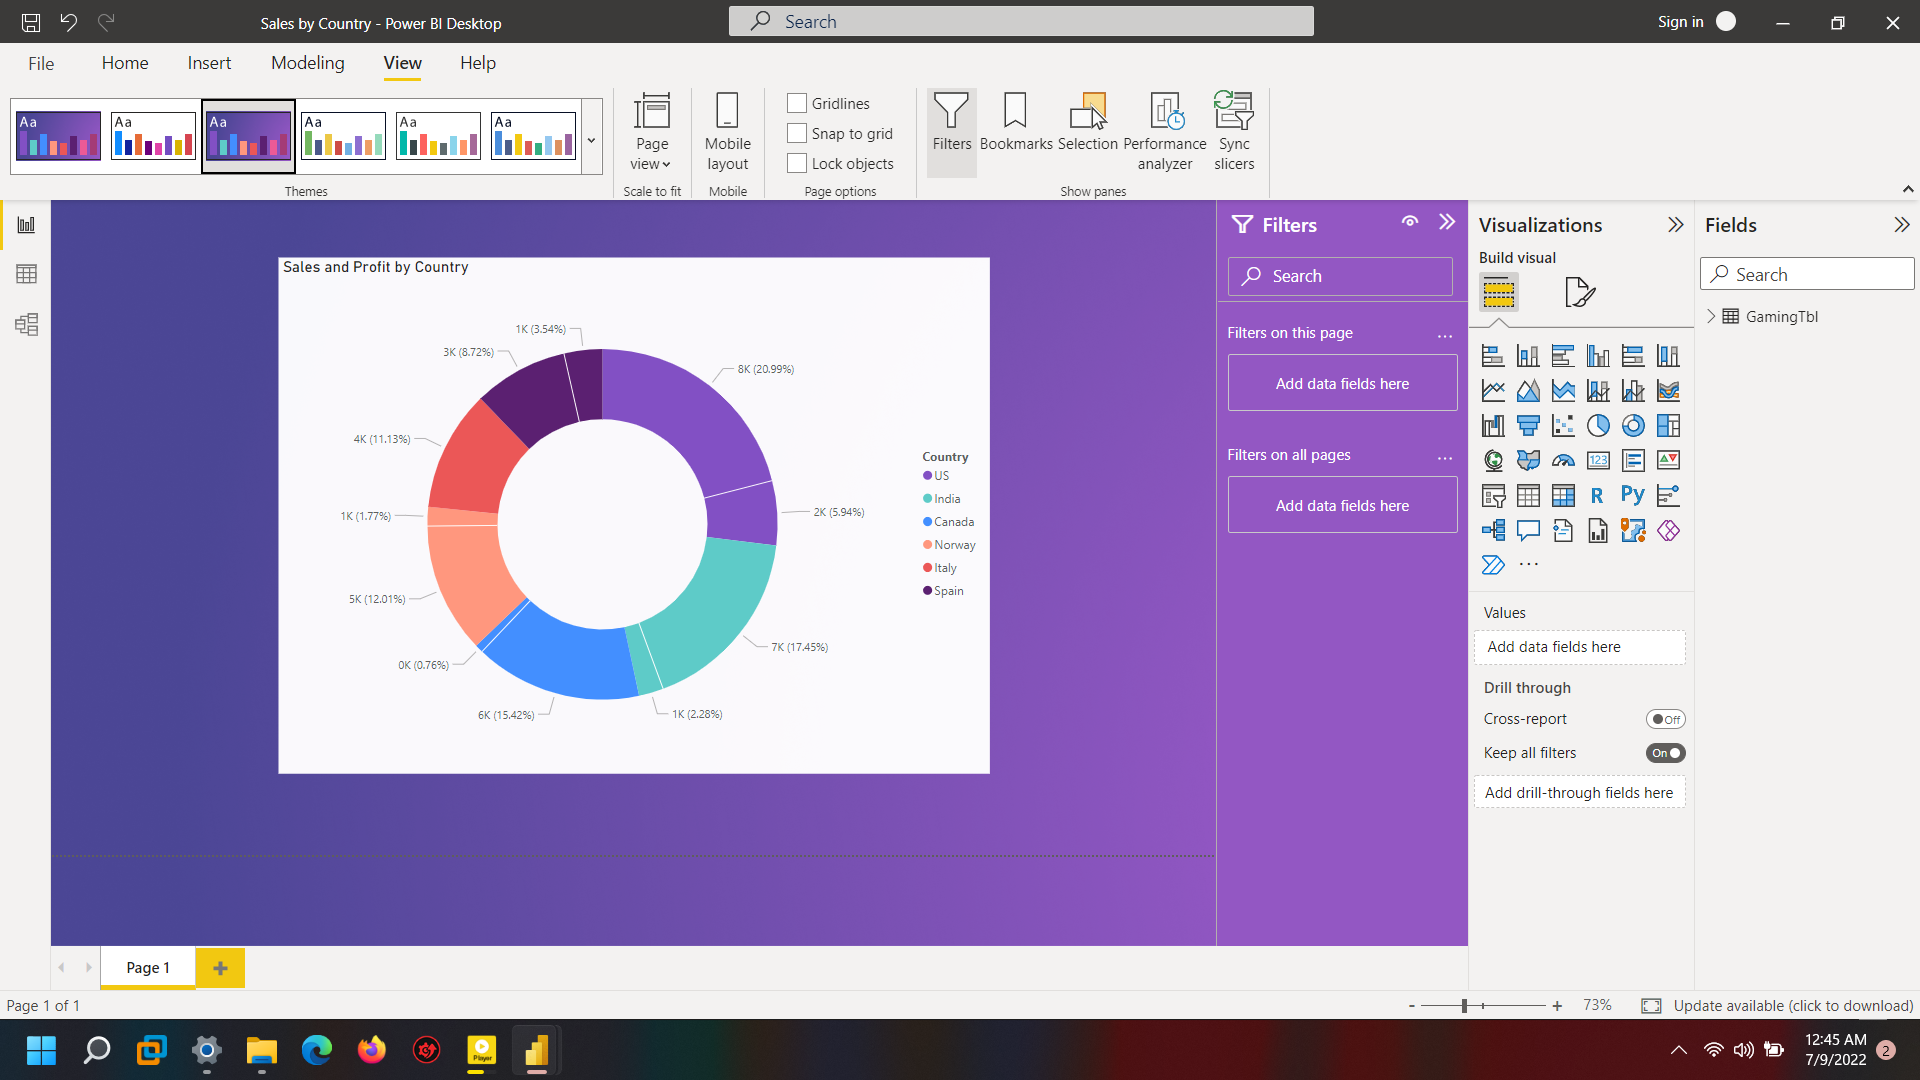 Sales by Country - Power BI Desktop
Search
Sign in
File
Home
Insert
Modeling
View
Help
Aa
Aa
Aa
Aa
Aa
Aa
Themes
Page
view
Scale to fit
Mobile
layout
Mobile
Gridlines
Snap to grid
Lock objects
Page options
Filters
Bookmarks
Selection
Performance
analyzer
Sync
slicers
Show panes
Sales and Profit by Country
1K (3.54%)
3K (8.72%)
8K (20.99%)
4K (11.13%)
2K (5.94%)
1K (1.77%)
5K (12.01%)
0K (0.76%)
7K (17.45%)
6K (15.42%)
1K (2.28%)
Country
US
India
Canada
Norway
Italy
Spain
Filters
Search
Filters on this page
...
Add data fields here
Filters on all pages
...
Add data fields here
Visualizations
Build visual
123
R
Py
...
Values
Add data fields here
Drill through
Cross-report
Off
Keep all filters
On
Add drill-through fields here
Fields
Search
GamingTbl
Page 1
+
Page 1 of 1
-
+
73%
Update available (click to download)
Player
12:45 AM
7/9/2022
2